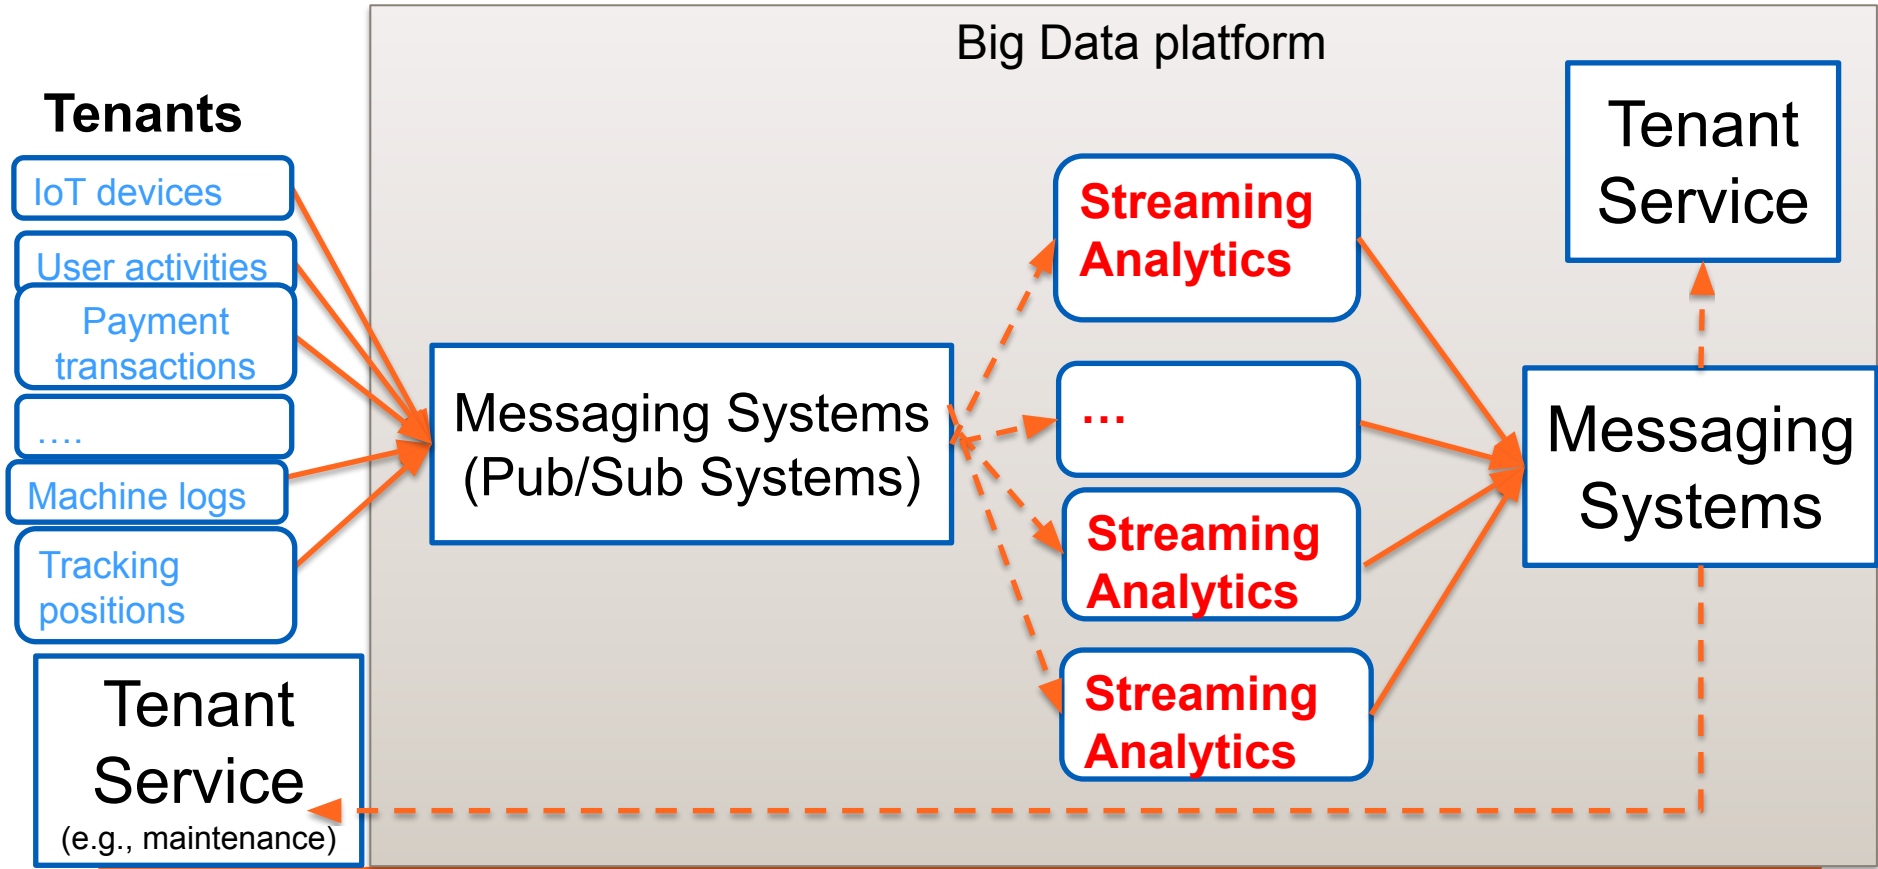 Big Data platform
Tenants
IoT devices
User activities
Payment
transactions
....
Machine logs
Tracking
positions
Tenant
Service
(e.g., maintenance)
Messaging Systems
(Pub/Sub Systems)
Streaming
Analytics
...
Streaming
Analytics
Streaming
Analytics
Tenant
Service
Messaging
Systems